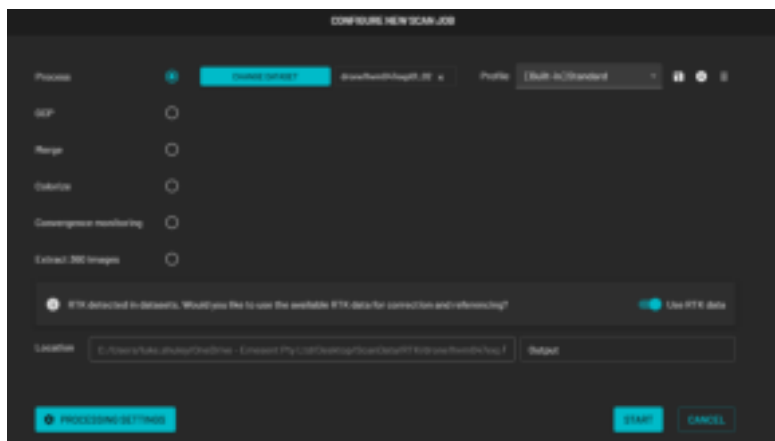 CONFIGURE NEW SCAN JOB
Process CHANGE DATASET Profile [Built-in] Standard
GCP
Merge
Colorize
Convergence monitoring
Extract 360 Images
RTK detected in datasets. Would you like to use the available RTK data for correction and referencing? Use RTK data
Location Output
PROCESSING SETTINGS START CANCEL